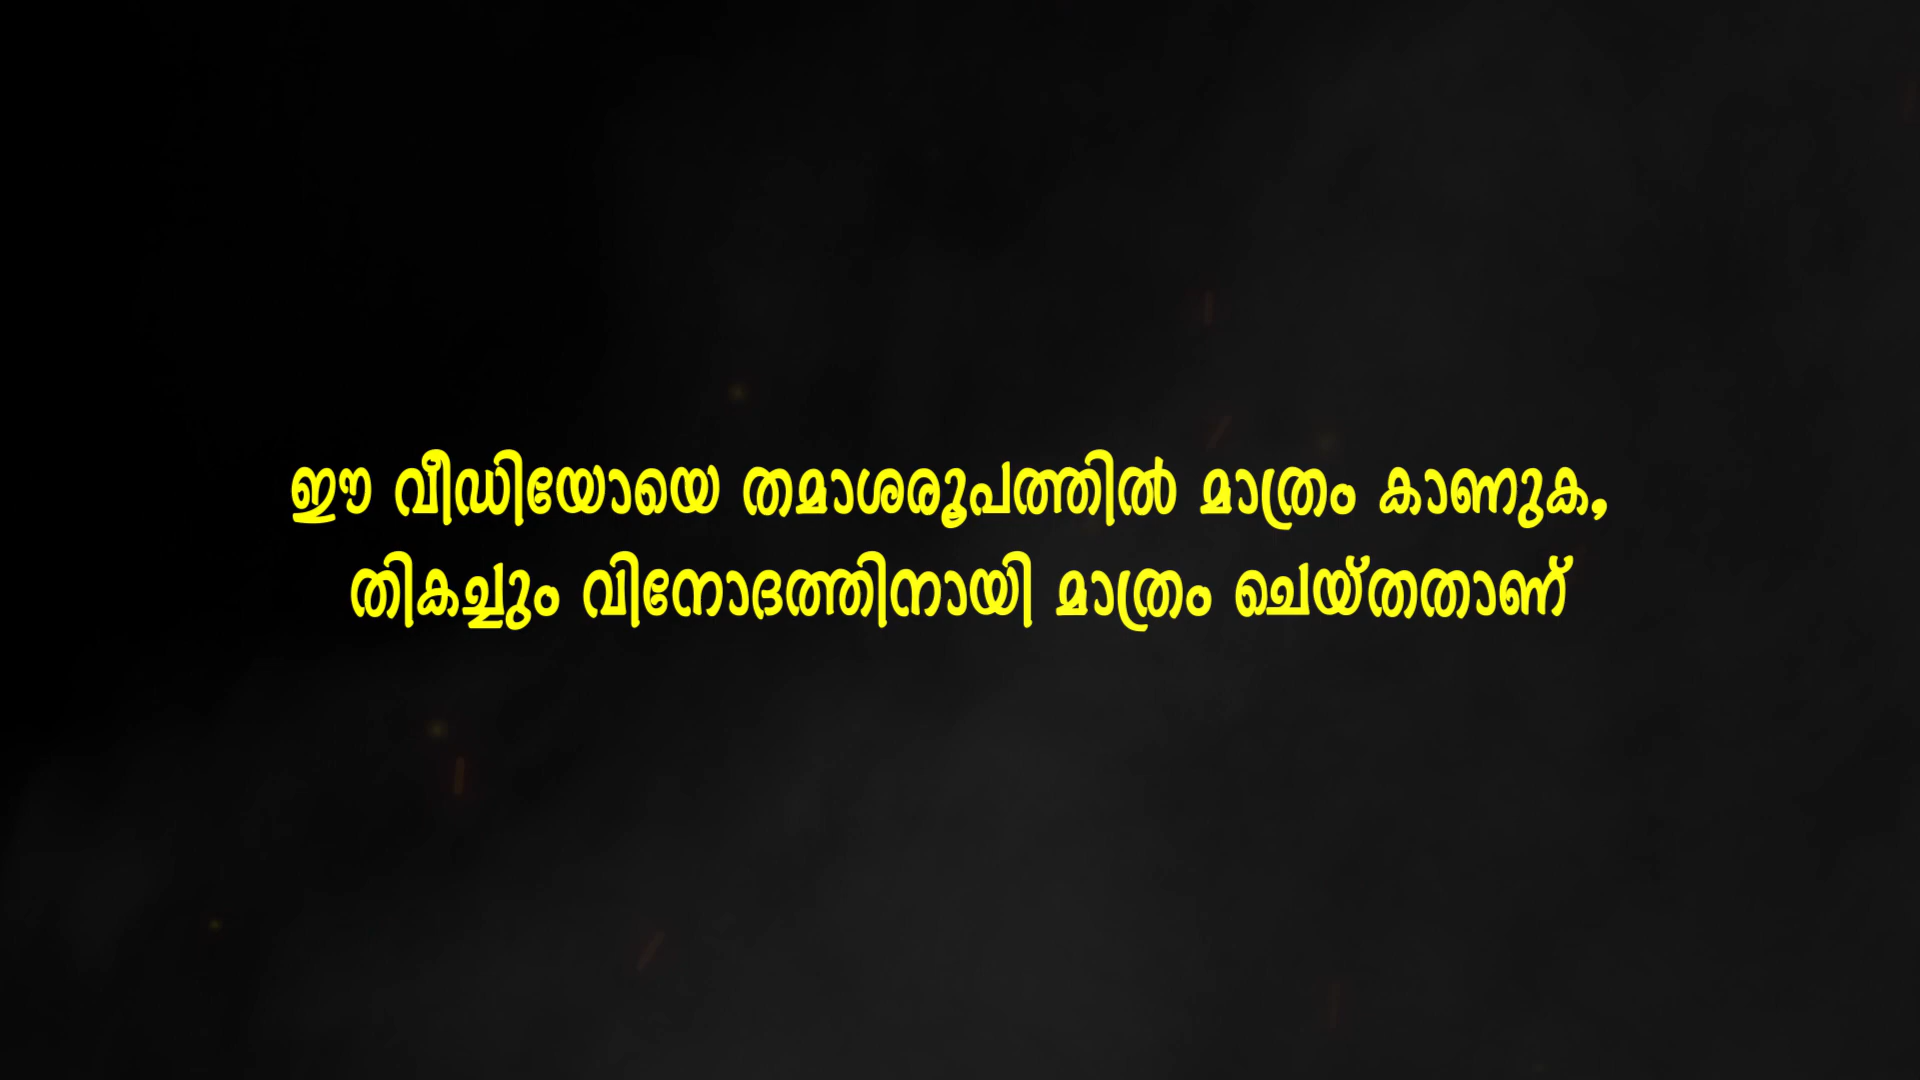 ഈ വീഡിയോയെ തമാശരൂപത്തിൽ മാത്രം കാണുക,
തികച്ചും വിനോദത്തിനായി മാത്രം ചെയ്തതാണ്